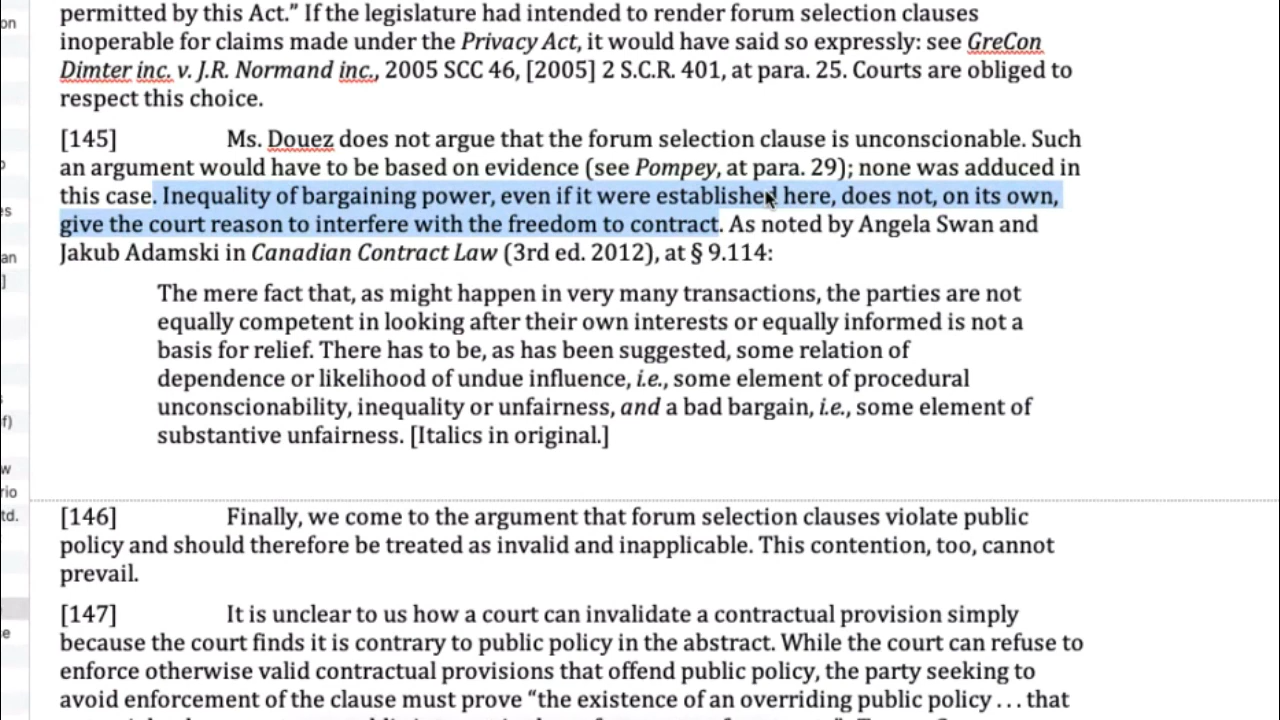 on
permitted by this Act.” If the legislature had intended to render forum selection clauses
inoperable for claims made under the Privacy Act, it would have said so expressly: see GreCon
Dimter inc. v. J.R. Normand inc., 2005 SCC 46, [2005] 2 S.C.R. 401, at para. 25. Courts are obliged to
respect this choice.
[145] Ms. Douez does not argue that the forum selection clause is unconscionable. Such
an argument would have to be based on evidence (see Pompey, at para. 29); none was adduced in
this case. Inequality of bargaining power, even if it were established here, does not, on its own,
give the court reason to interfere with the freedom to contract. As noted by Angela Swan and
Jakub Adamski in Canadian Contract Law (3rd ed. 2012), at § 9.114:
es
an
]
The mere fact that, as might happen in very many transactions, the parties are not
equally competent in looking after their own interests or equally informed is not a
basis for relief. There has to be, as has been suggested, some relation of
dependence or likelihood of undue influence, i.e., some element of procedural
unconscionability, inequality or unfairness, and a bad bargain, i.e., some element of
substantive unfairness. [Italics in original.]
f)
w
rio
td.
[146] Finally, we come to the argument that forum selection clauses violate public
policy and should therefore be treated as invalid and inapplicable. This contention, too, cannot
prevail.
[147] It is unclear to us how a court can invalidate a contractual provision simply
because the court finds it is contrary to public policy in the abstract. While the court can refuse to
enforce otherwise valid contractual provisions that offend public policy, the party seeking to
avoid enforcement of the clause must prove “the existence of an overriding public policy . . . that
e